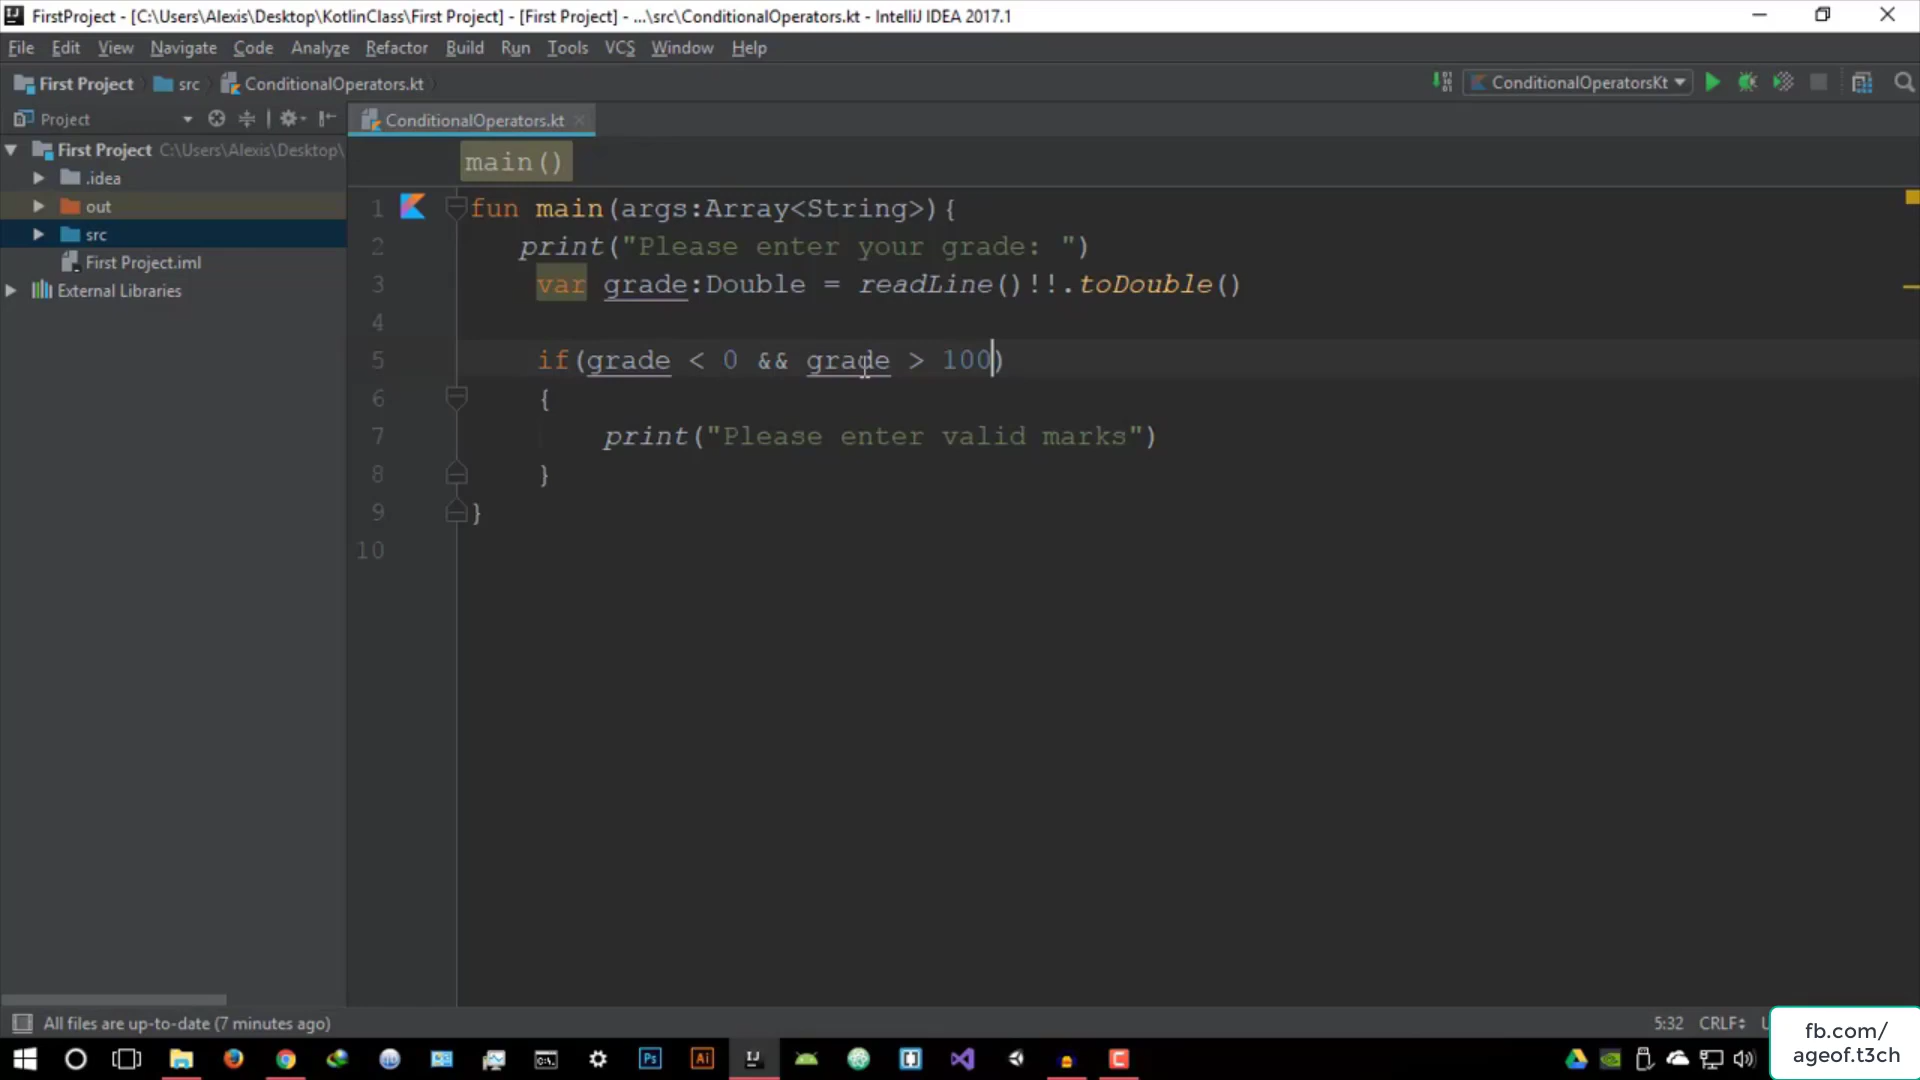 FirstProject - [C:\Users\Alexis\Desktop\KotlinClass\First Project] - [First Project] - ...\src\ConditionalOperators.kt - IntelliJ IDEA 2017.1
File Edit View Navigate Code Analyze Refactor Build Run Tools VCS Window Help
First Project src ConditionalOperators.kt
ConditionalOperatorsKt
Project
ConditionalOperators.kt
First Project C:\Users\Alexis\Desktop\
.idea
out
src
First Project.iml
External Libraries
main()
1 fun main(args:Array<String>){
2 print("Please enter your grade: ")
3 var grade:Double = readLine()!!.toDouble()
4
5 if(grade < 0 && grade > 100)
6 {
7 print("Please enter valid marks")
8 }
9 }
10
All files are up-to-date (7 minutes ago)
5:32 CRLF
fb.com/
ageof.t3ch
Ps
Ai